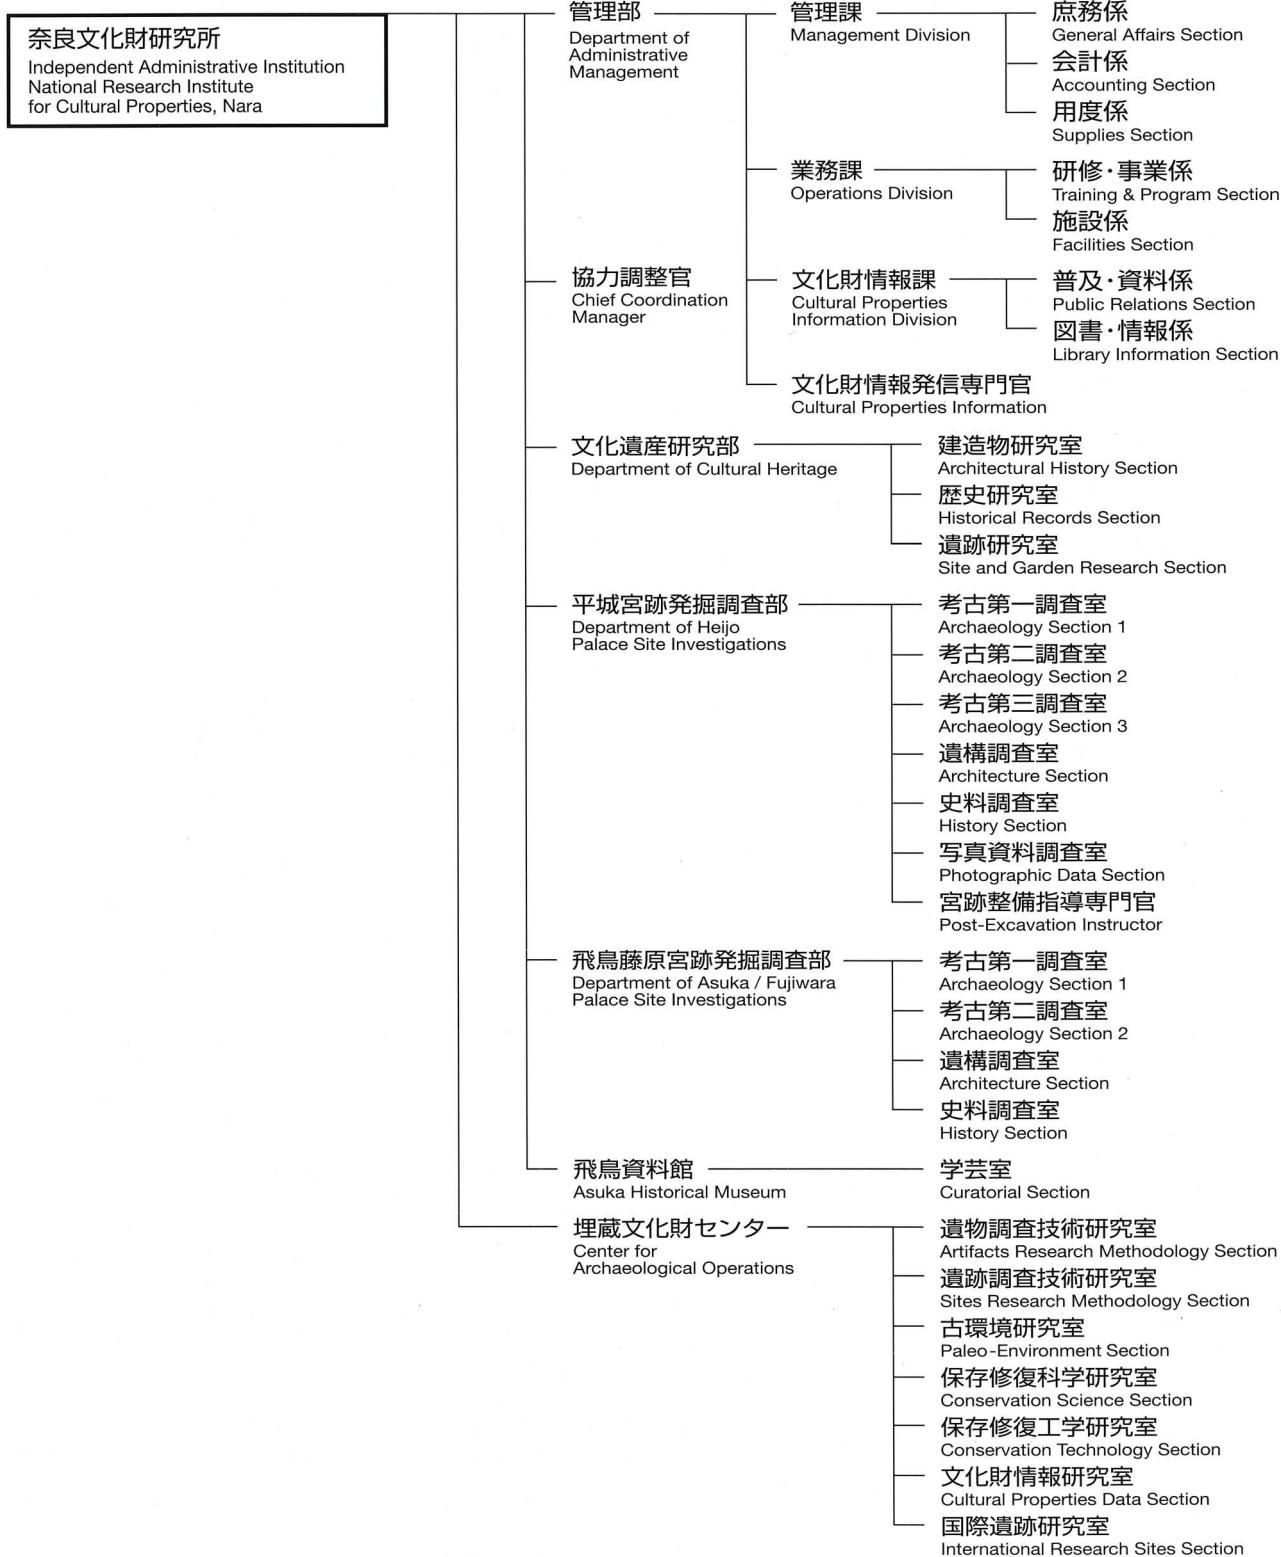 奈良文化財研究所
Independent Administrative Institution
National Research Institute
for Cultural Properties, Nara
管理部
Department of
Administrative
Management
管理課
Management Division
庶務係
General Affairs Section
会計係
Accounting Section
用度係
Supplies Section
業務課
Operations Division
研修・事業係
Training & Program Section
施設係
Facilities Section
協力調整官
Chief Coordination
Manager
文化財情報課
Cultural Properties
Information Division
普及・資料係
Public Relations Section
図書・情報係
Library Information Section
文化財情報発信専門官
Cultural Properties Information
文化遺産研究部
Department of Cultural Heritage
建造物研究室
Architectural History Section
歴史研究室
Historical Records Section
遺跡研究室
Site and Garden Research Section
平城宮跡発掘調査部
Department of Heijo
Palace Site Investigations
考古第一調査室
Archaeology Section 1
考古第二調査室
Archaeology Section 2
考古第三調査室
Archaeology Section 3
遺構調査室
Architecture Section
史料調査室
History Section
写真資料調査室
Photographic Data Section
宮跡整備指導専門官
Post-Excavation Instructor
飛鳥藤原宮跡発掘調査部
Department of Asuka / Fujiwara
Palace Site Investigations
考古第一調査室
Archaeology Section 1
考古第二調査室
Archaeology Section 2
遺構調査室
Architecture Section
史料調査室
History Section
飛鳥資料館
Asuka Historical Museum
学芸室
Curatorial Section
埋蔵文化財センター
Center for
Archaeological Operations
遺物調査技術研究室
Artifacts Research Methodology Section
遺跡調査技術研究室
Sites Research Methodology Section
古環境研究室
Paleo-Environment Section
保存修復科学研究室
Conservation Science Section
保存修復工学研究室
Conservation Technology Section
文化財情報研究室
Cultural Properties Data Section
国際遺跡研究室
International Research Sites Section